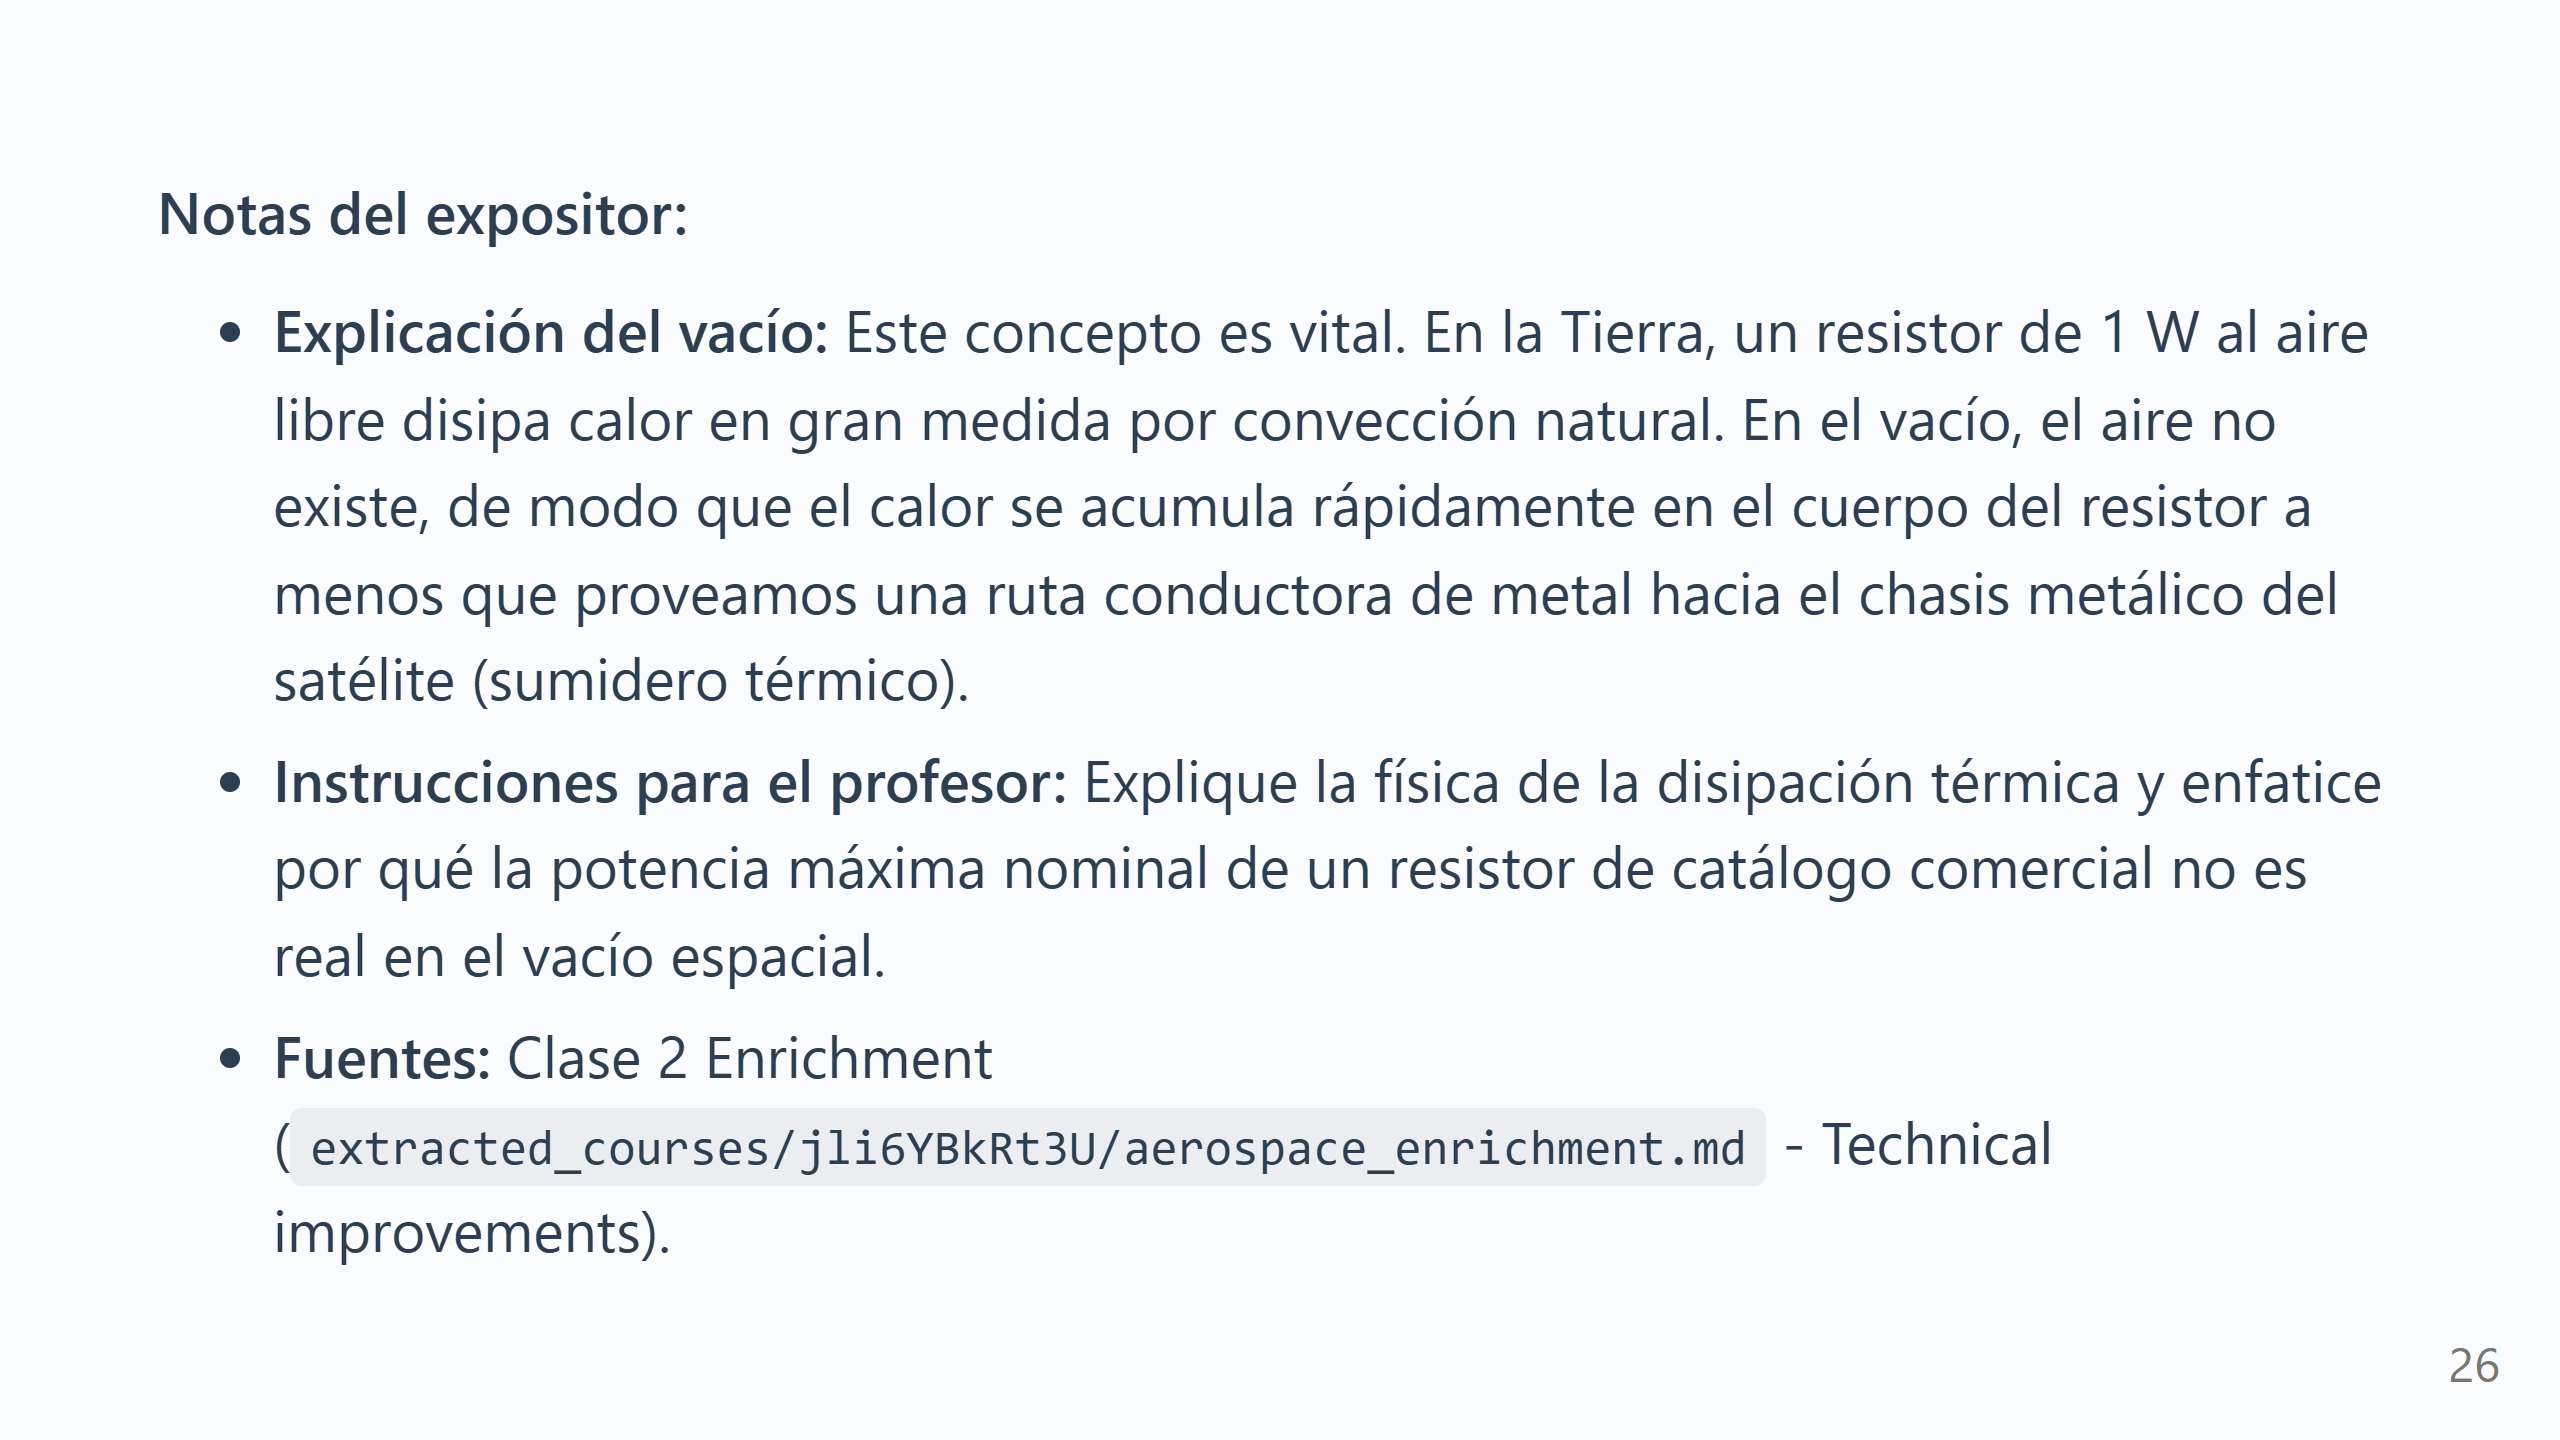 Notas del expositor:
• Explicación del vacío: Este concepto es vital. En la Tierra, un resistor de 1 W al aire
libre disipa calor en gran medida por convección natural. En el vacío, el aire no
existe, de modo que el calor se acumula rápidamente en el cuerpo del resistor a
menos que proveamos una ruta conductora de metal hacia el chasis metálico del
satélite (sumidero térmico).
• Instrucciones para el profesor: Explique la física de la disipación térmica y enfatice
por qué la potencia máxima nominal de un resistor de catálogo comercial no es
real en el vacío espacial.
• Fuentes: Clase 2 Enrichment
(extracted_courses/jli6YBkRt3U/aerospace_enrichment.md - Technical
improvements).
26